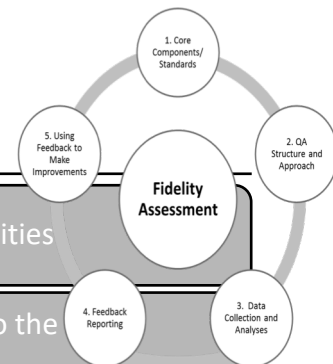 1. Core
Components/
Standards
2. QA
Structure and
Approach
3. Data
Collection and
Analyses
4. Feedback
Reporting
5. Using
Feedback to
Make
Improvements
Fidelity
Assessment
the